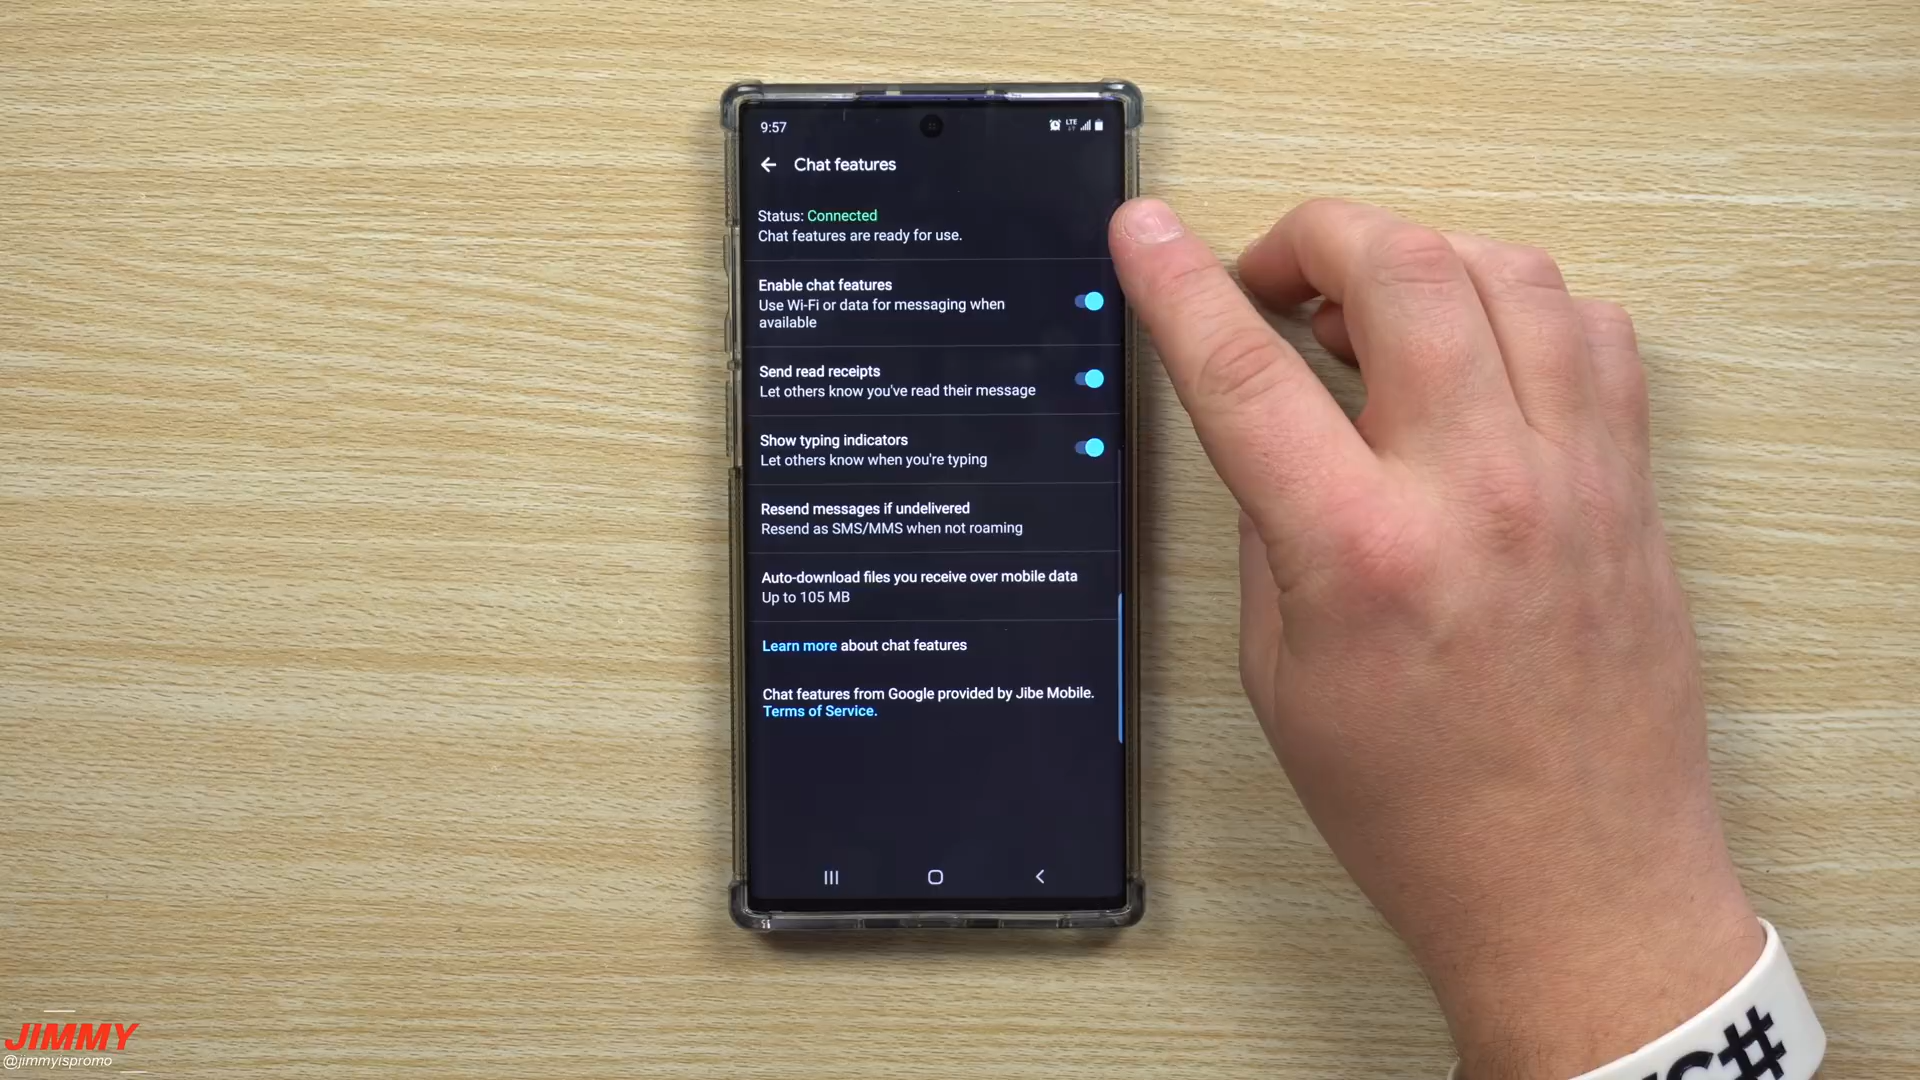 9:57
LTE
Chat features
Status: Connected
Chat features are ready for use.
Enable chat features
Use Wi-Fi or data for messaging when
available
Send read receipts
Let others know you've read their message
Show typing indicators
Let others know when you're typing
Resend messages if undelivered
Resend as SMS/MMS when not roaming
Auto-download files you receive over mobile data
Up to 105 MB
Learn more about chat features
Chat features from Google provided by Jibe Mobile.
Terms of Service.
JIMMY
@jimmyispromo